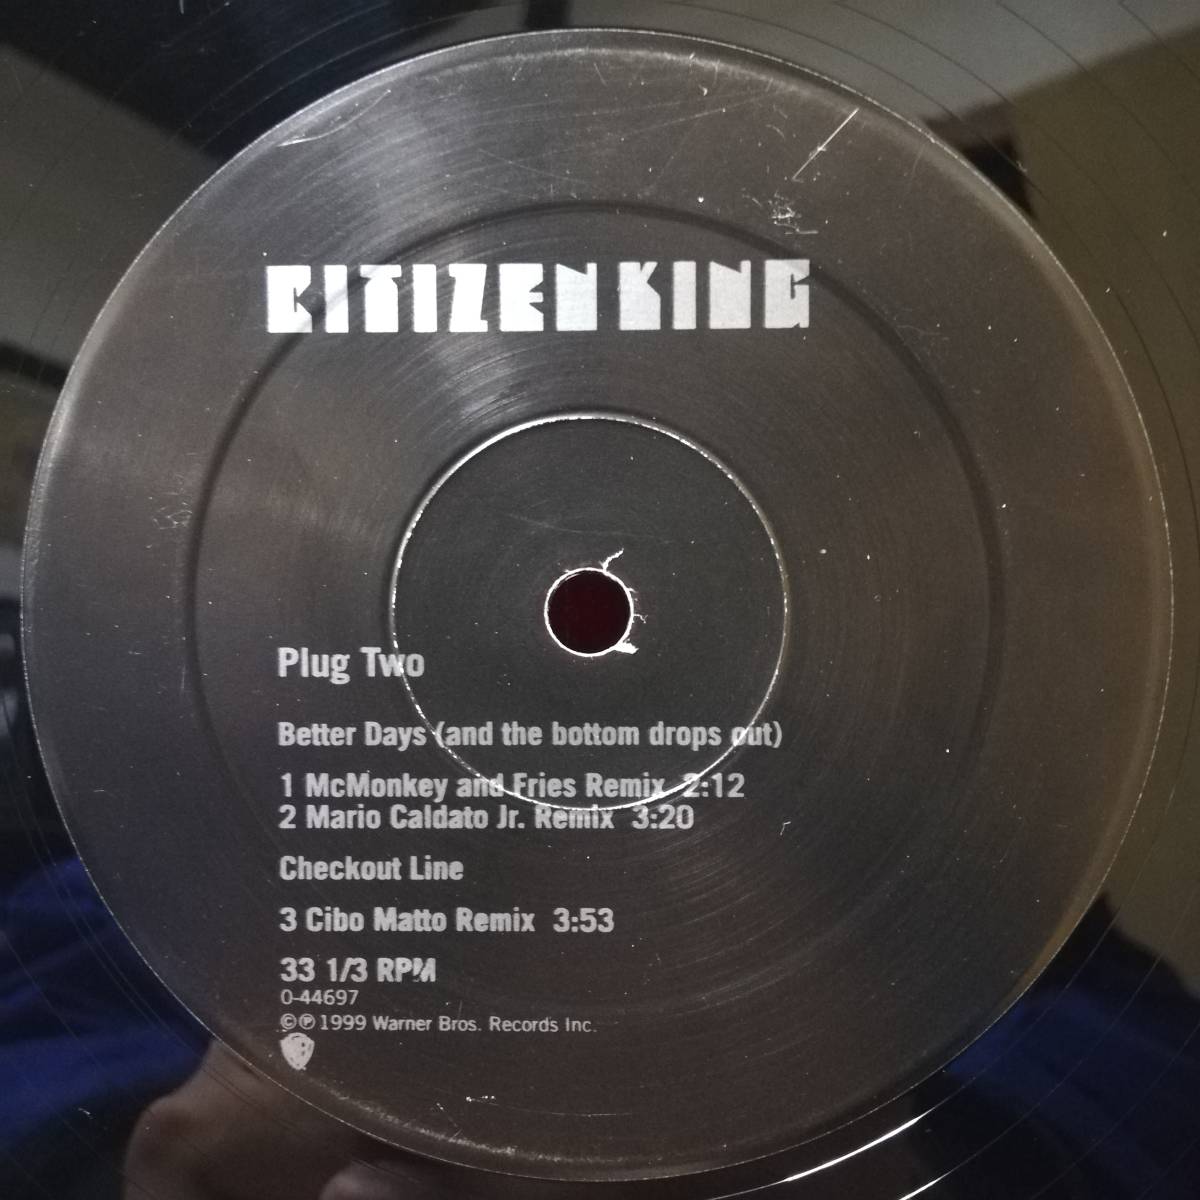 CITIZEN KING
Plug Two
Better Days (and the bottom drops out)
1 McMonkey and Fries Remix 2:12
2 Mario Caldato Jr. Remix 3:20
Checkout Line
3 Cibo Matto Remix 3:53
33 1/3 RPM
0-44697
©℗ 1999 Warner Bros. Records Inc.
WB